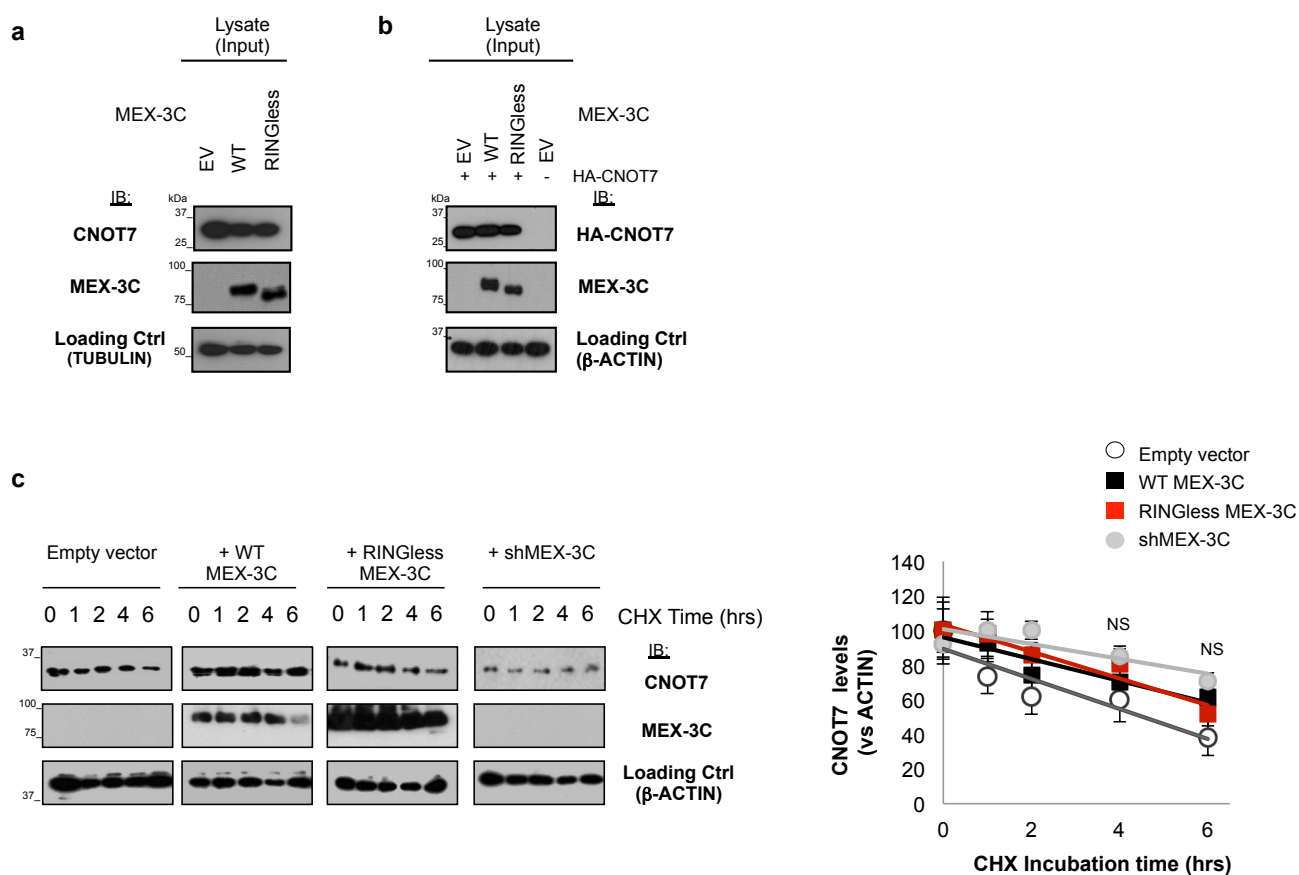 a
Lysate
(Input)
MEX-3C
EV
WT
RINGless
IB:
kDa
37
25
CNOT7
100
75
MEX-3C
Loading Ctrl
(TUBULIN)
50
b
Lysate
(Input)
EV
WT
RINGless
EV
MEX-3C
+ + + -
HA-CNOT7
kDa
IB:
37
25
HA-CNOT7
100
75
MEX-3C
37
Loading Ctrl
(β-ACTIN)
c
Empty vector
+ WT
MEX-3C
+ RINGless
MEX-3C
+ shMEX-3C
0 1 2 4 6 0 1 2 4 6 0 1 2 4 6 0 1 2 4 6 CHX Time (hrs)
IB:
37
CNOT7
100
75
MEX-3C
37
Loading Ctrl
(β-ACTIN)
Empty vector
WT MEX-3C
RINGless MEX-3C
shMEX-3C
CNOT7 levels
(vs ACTIN)
140
120
100
80
60
40
20
0
NS
NS
0 2 4 6
CHX Incubation time (hrs)